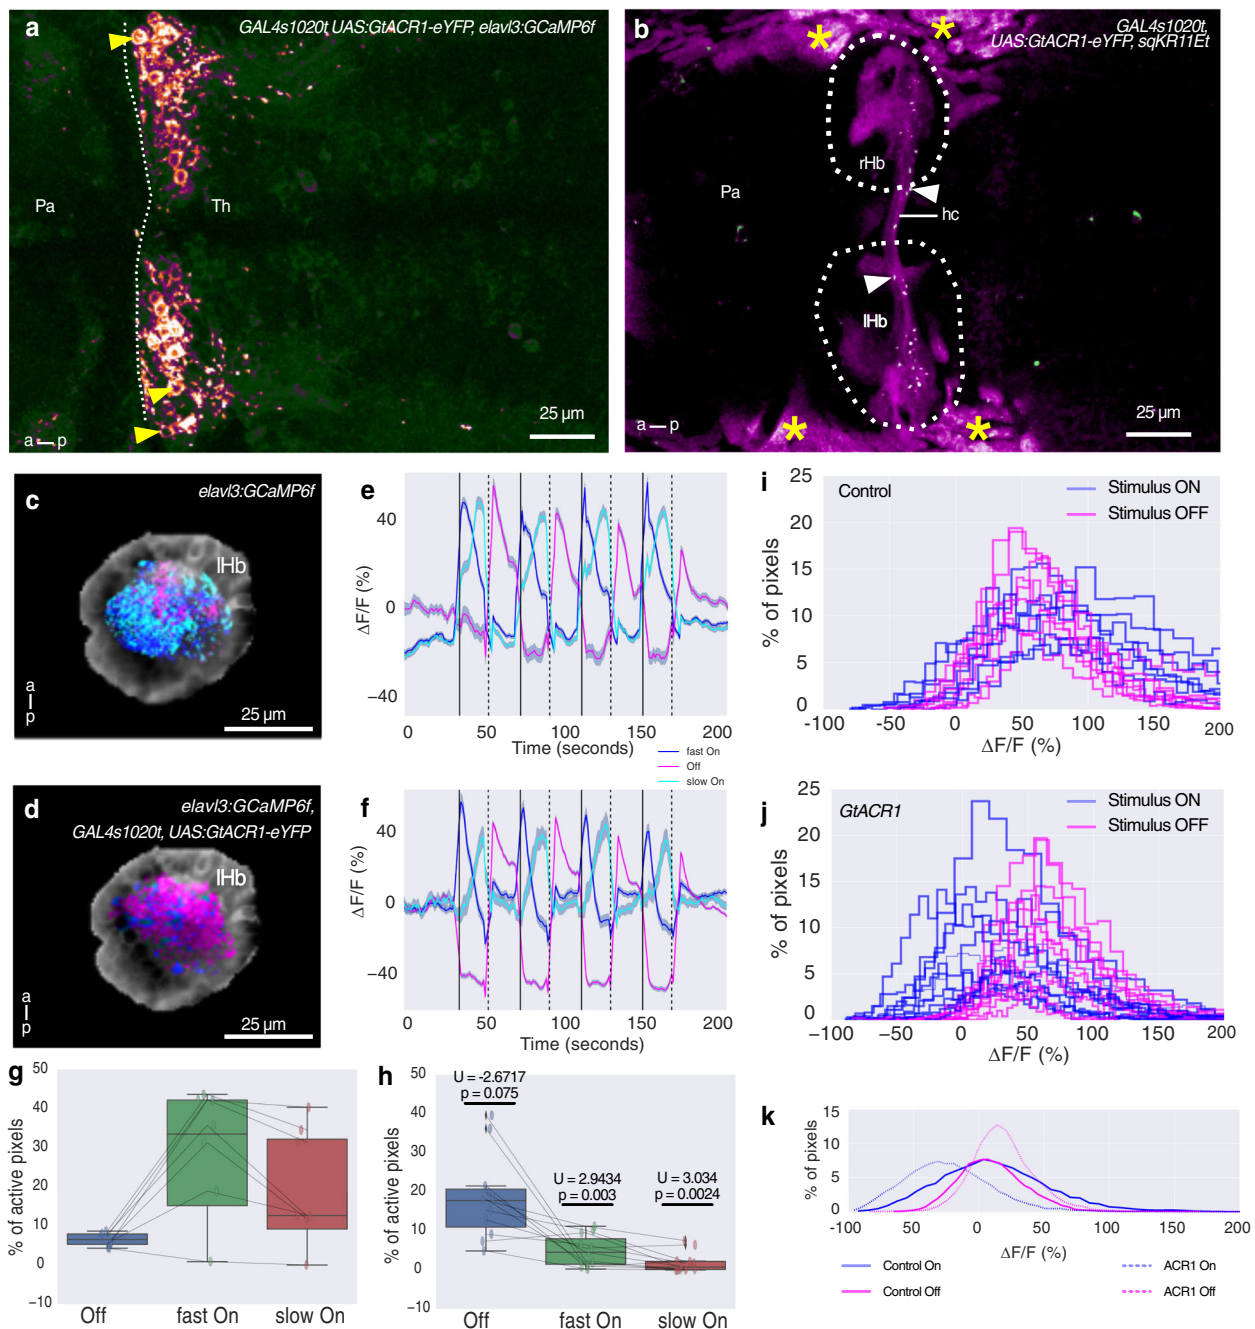 a
GAL4s1020t UAS:GtACR1-eYFP, elavl3:GCaMP6f
Pa
Th
a p
25 µm
b
GAL4s1020t,
UAS:GtACR1-eYFP, sqKR11Et
*
*
rHb
Pa
hc
lHb
*
*
a p
25 µm
c
elavl3:GCaMP6f
lHb
a
p
25 µm
d
elavl3:GCaMP6f,
GAL4s1020t, UAS:GtACR1-eYFP
lHb
a
p
25 µm
e
ΔF/F (%)
40
0
−40
0 50 100 150 200
Time (seconds)
fast On
Off
slow On
f
ΔF/F (%)
40
0
−40
0 50 100 150 200
Time (seconds)
i
Control
Stimulus ON
Stimulus OFF
% of pixels
25
20
15
10
5
0
-100 -50 0 50 100 150 200
ΔF/F (%)
j
GtACR1
Stimulus ON
Stimulus OFF
% of pixels
25
20
15
10
5
0
−100 −50 0 50 100 150 200
ΔF/F (%)
g
% of active pixels
50
40
30
20
10
0
−10
Off fast On slow On
h
% of active pixels
50
40
30
20
10
0
−10
U = -2.6717
p = 0.075
U = 2.9434
p = 0.003
U = 3.034
p = 0.0024
Off fast On slow On
k
% of pixels
15
10
5
0
−100 −50 0 50 100 150 200
ΔF/F (%)
Control On
Control Off
ACR1 On
ACR1 Off